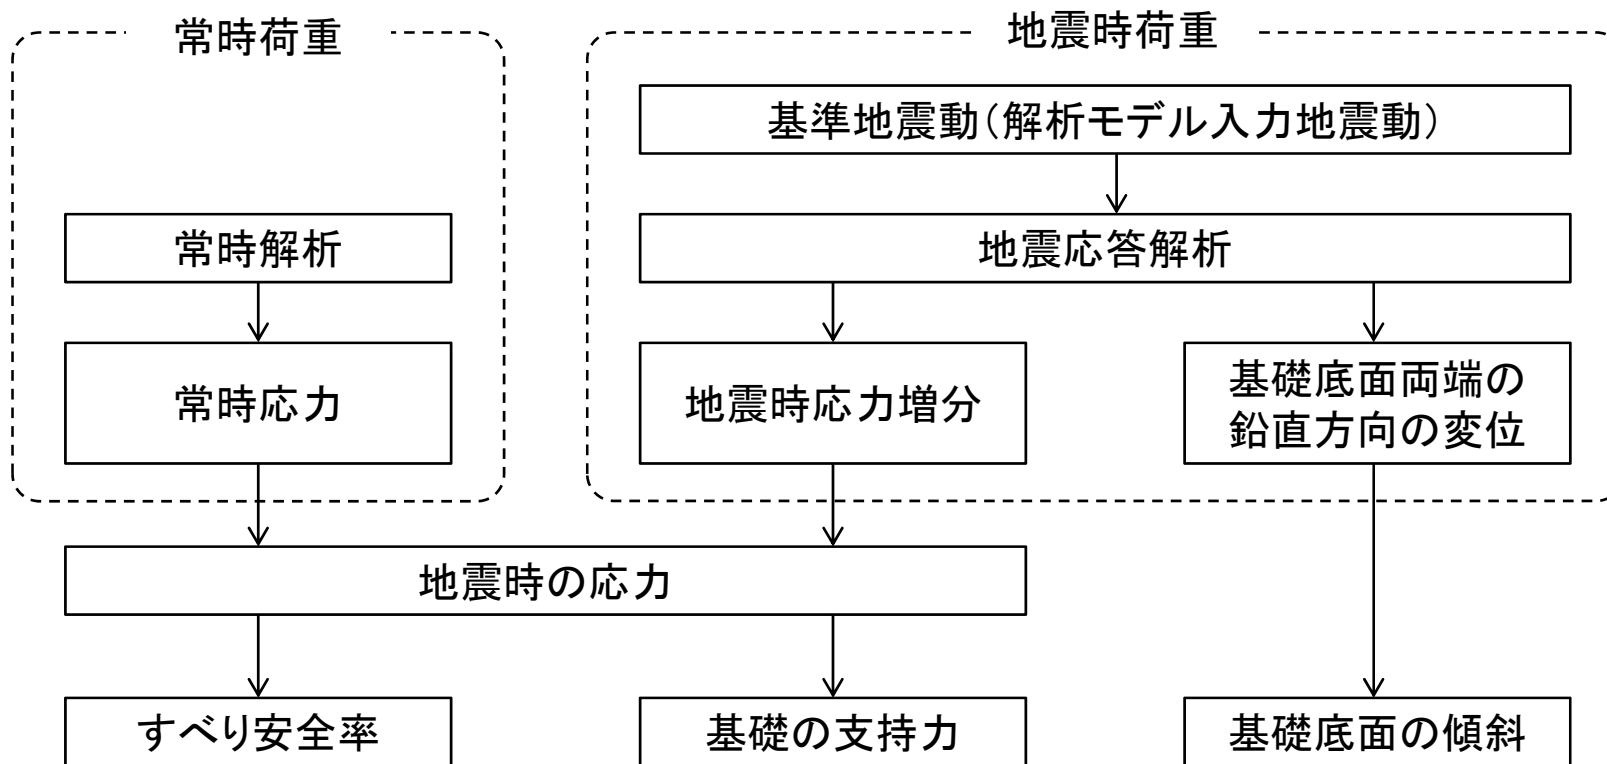 常時荷重
地震時荷重
基準地震動(解析モデル入力地震動)
常時解析
地震応答解析
常時応力
地震時応力増分
基礎底面両端の
鉛直方向の変位
地震時の応力
すべり安全率
基礎の支持力
基礎底面の傾斜